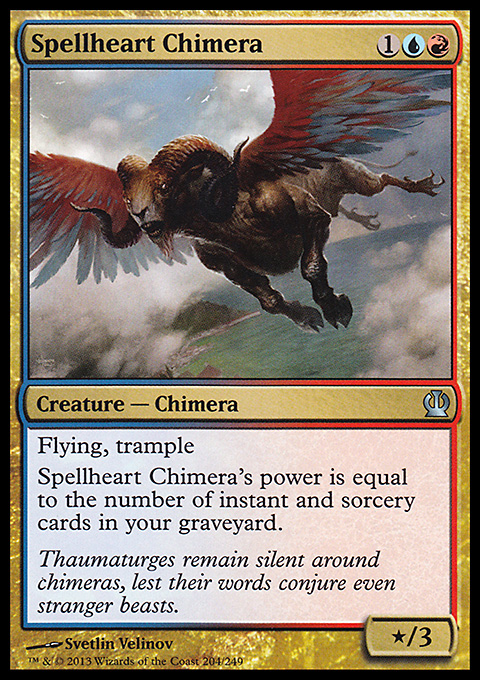 Spellheart Chimera 1
Creature — Chimera
Flying, trample
Spellheart Chimera's power is equal
to the number of instant and sorcery
cards in your graveyard.
Thaumaturges remain silent around
chimeras, lest their words conjure even
stranger beasts.
★/3
Svetlin Velinov
™ & © 2013 Wizards of the Coast 204/249